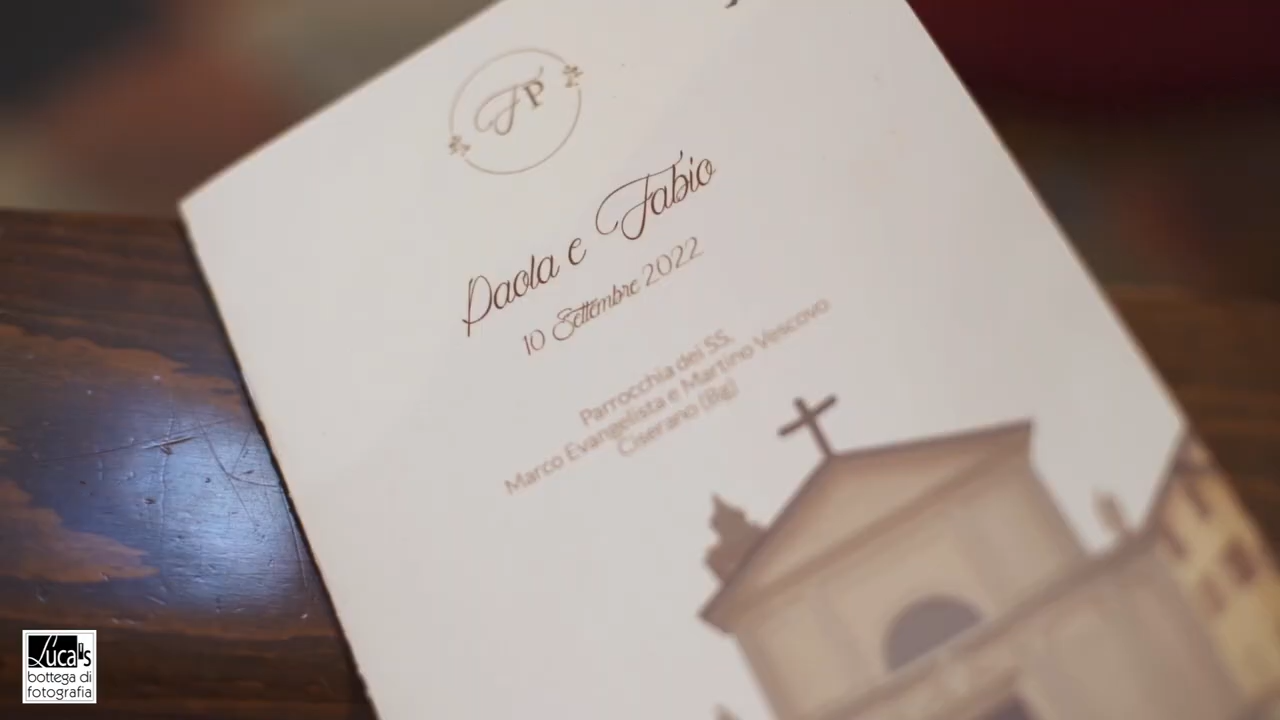 FP
Paola e Fabio
10 Settembre 2022
Parrocchia dei SS.
Marco Evangelista e Martino Vescovo
Ciserano (Bg)
Luca's
bottega di
fotografia